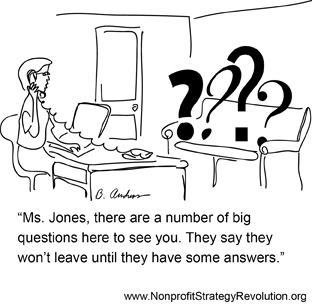 ? ? ? ?
B. Andrews
“Ms. Jones, there are a number of big
questions here to see you. They say they
won’t leave until they have some answers.”
www.NonprofitStrategyRevolution.org